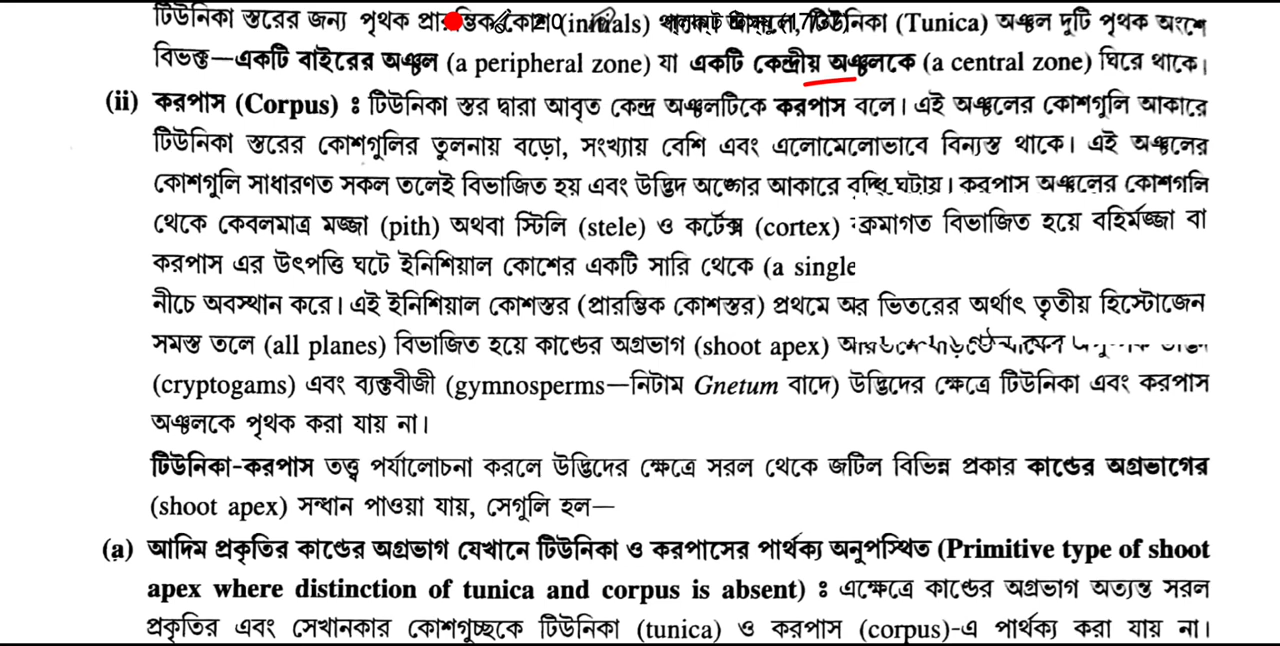 টিউনিকা স্তরের জন্য পৃথক প্রারম্ভিক কোশ (initials) টিউনিকা (Tunica) অঞ্চল দুটি পৃথক অংশে
বিভক্ত—একটি বাইরের অঞ্চল (a peripheral zone) যা একটি কেন্দ্রীয় অঞ্চলকে (a central zone) ঘিরে থাকে।
(ii) করপাস (Corpus) : টিউনিকা স্তর দ্বারা আবৃত কেন্দ্র অঞ্চলটিকে করপাস বলে। এই অঞ্চলের কোশগুলি আকারে
টিউনিকা স্তরের কোশগুলির তুলনায় বড়ো, সংখ্যায় বেশি এবং এলোমেলোভাবে বিন্যস্ত থাকে। এই অঞ্চলের
কোশগুলি সাধারণত সকল তলেই বিভাজিত হয় এবং উদ্ভিদ অঙ্গের আকারে বৃদ্ধি ঘটায়। করপাস অঞ্চলের কোশগুলি
থেকে কেবলমাত্র মজ্জা (pith) অথবা স্টিলি (stele) ও কর্টেক্স (cortex) ক্রমাগত বিভাজিত হয়ে বহির্মজ্জা বা
করপাস এর উৎপত্তি ঘটে ইনিশিয়াল কোশের একটি সারি থেকে (a single
নীচে অবস্থান করে। এই ইনিশিয়াল কোশস্তর (প্রারম্ভিক কোশস্তর) প্রথমে অর ভিতরের অর্থাৎ তৃতীয় হিস্টোজেন
সমস্ত তলে (all planes) বিভাজিত হয়ে কাণ্ডের অগ্রভাগ (shoot apex)
(cryptogams) এবং ব্যক্তবীজী (gymnosperms—নিটাম Gnetum বাদে) উদ্ভিদের ক্ষেত্রে টিউনিকা এবং করপাস
অঞ্চলকে পৃথক করা যায় না।
টিউনিকা-করপাস তত্ত্ব পর্যালোচনা করলে উদ্ভিদের ক্ষেত্রে সরল থেকে জটিল বিভিন্ন প্রকার কাণ্ডের অগ্রভাগের
(shoot apex) সন্ধান পাওয়া যায়, সেগুলি হল—
(a) আদিম প্রকৃতির কাণ্ডের অগ্রভাগ যেখানে টিউনিকা ও করপাসের পার্থক্য অনুপস্থিত (Primitive type of shoot
apex where distinction of tunica and corpus is absent) : এক্ষেত্রে কাণ্ডের অগ্রভাগ অত্যন্ত সরল
প্রকৃতির এবং সেখানকার কোশগুচ্ছকে টিউনিকা (tunica) ও করপাস (corpus)-এ পার্থক্য করা যায় না।